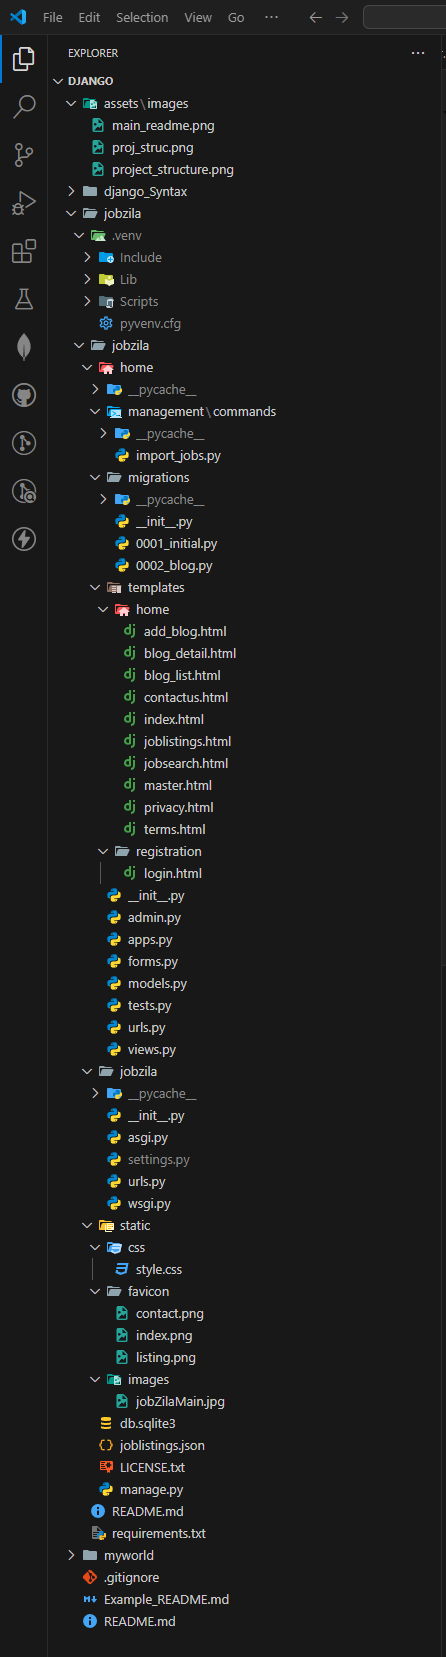 File Edit Selection View Go ···
EXPLORER ···
DJANGO
assets\images
main_readme.png
proj_struc.png
project_structure.png
django_Syntax
jobzila
.venv
Include
Lib
Scripts
pyvenv.cfg
jobzila
home
__pycache__
management\commands
__pycache__
import_jobs.py
migrations
__pycache__
__init__.py
0001_initial.py
0002_blog.py
templates
home
dj add_blog.html
dj blog_detail.html
dj blog_list.html
dj contactus.html
dj index.html
dj joblistings.html
dj jobsearch.html
dj master.html
dj privacy.html
dj terms.html
registration
dj login.html
__init__.py
admin.py
apps.py
forms.py
models.py
tests.py
urls.py
views.py
jobzila
__pycache__
__init__.py
asgi.py
settings.py
urls.py
wsgi.py
static
css
style.css
favicon
contact.png
index.png
listing.png
images
jobZilaMain.jpg
db.sqlite3
{} joblistings.json
LICENSE.txt
manage.py
README.md
requirements.txt
myworld
.gitignore
Example_README.md
README.md